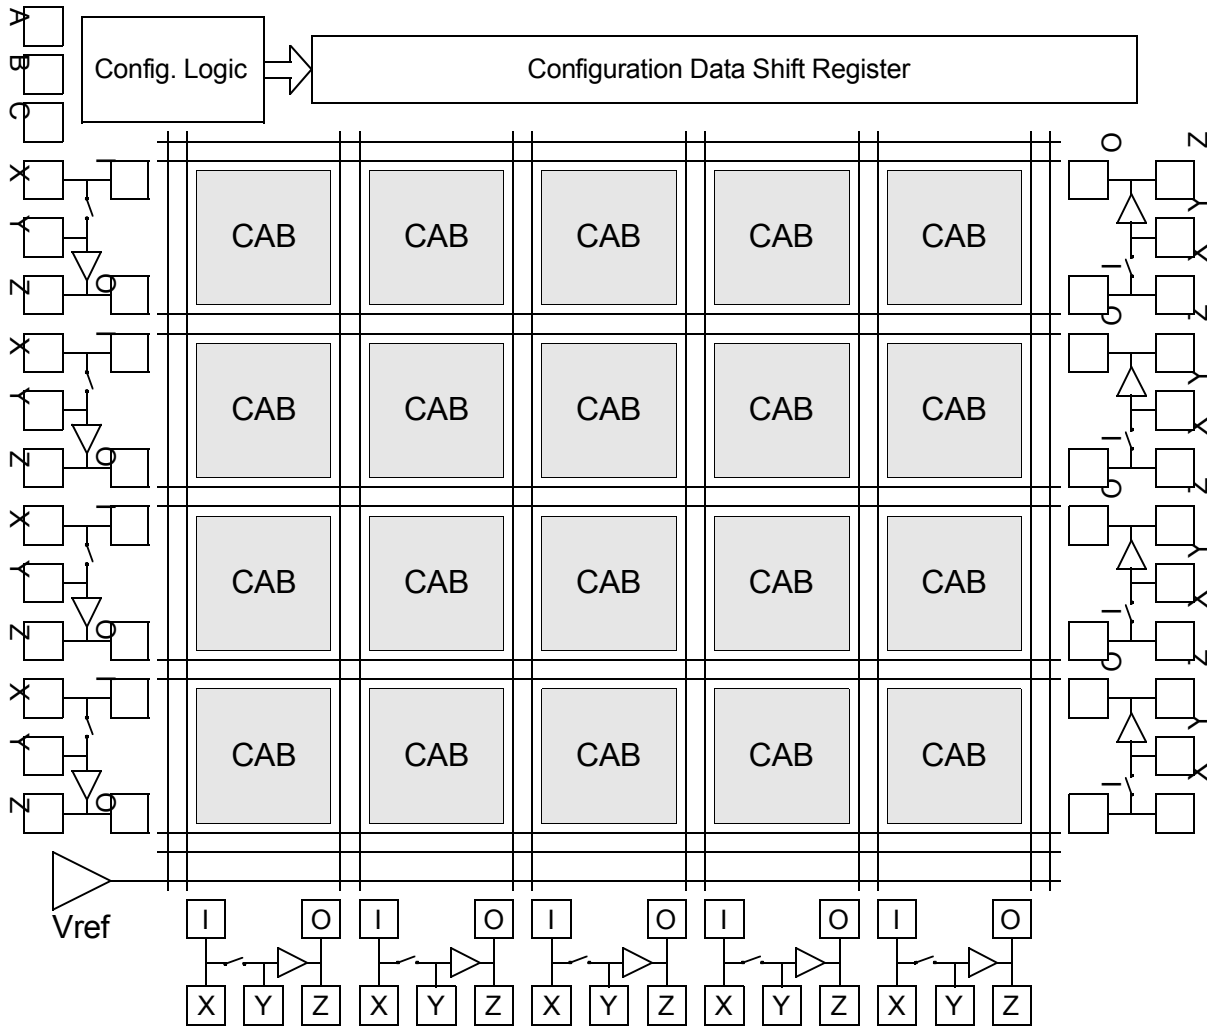 A
Config. Logic
Configuration Data Shift Register
B
C
O Z
X I
CAB CAB CAB CAB CAB
Y
Y
X
Z O
I
O Z
X I
CAB CAB CAB CAB CAB
Y
Y
X
Z O
I
O Z
X I
CAB CAB CAB CAB CAB
Y
Y
X
Z O
I
O Z
X I
CAB CAB CAB CAB CAB
Y
Y
X
Z O
I
Vref
I O I O I O I O I O
X Y Z X Y Z X Y Z X Y Z X Y Z